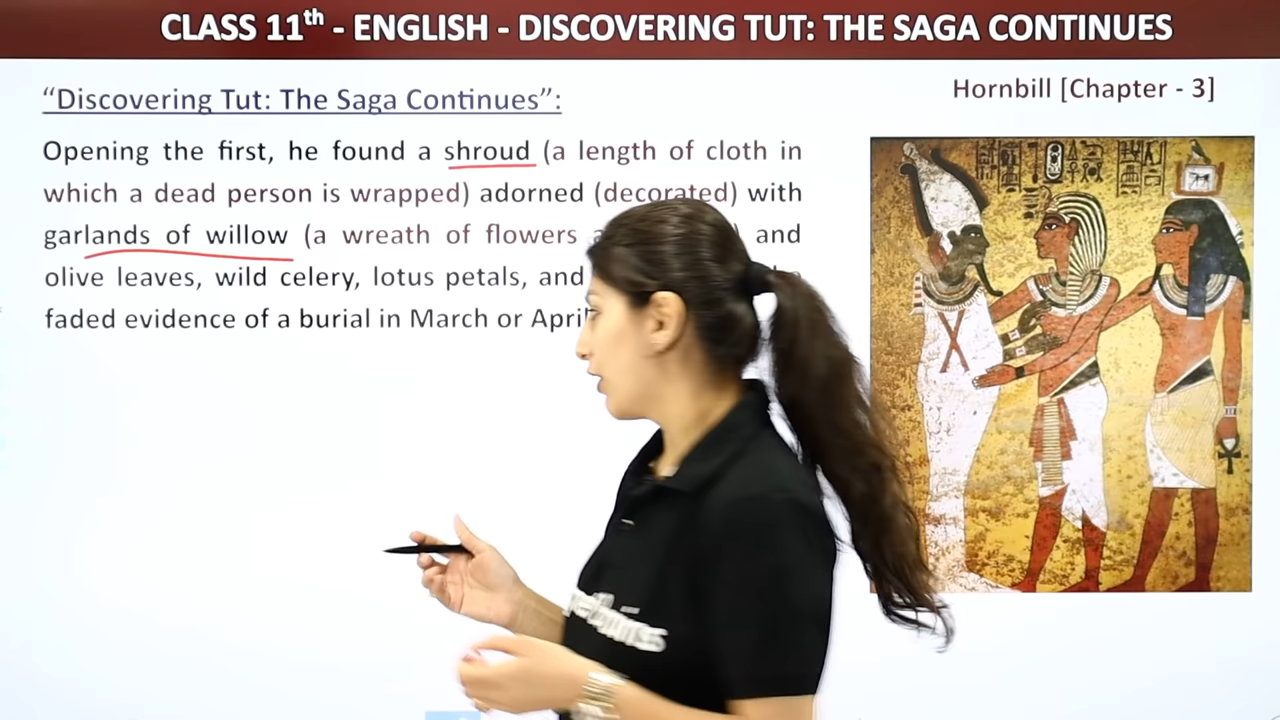 CLASS 11th - ENGLISH - DISCOVERING TUT: THE SAGA CONTINUES
Hornbill [Chapter - 3]
“Discovering Tut: The Saga Continues”:
Opening the first, he found a shroud (a length of cloth in
which a dead person is wrapped) adorned (decorated) with
garlands of willow (a wreath of flowers and
olive leaves, wild celery, lotus petals, and
faded evidence of a burial in March or April